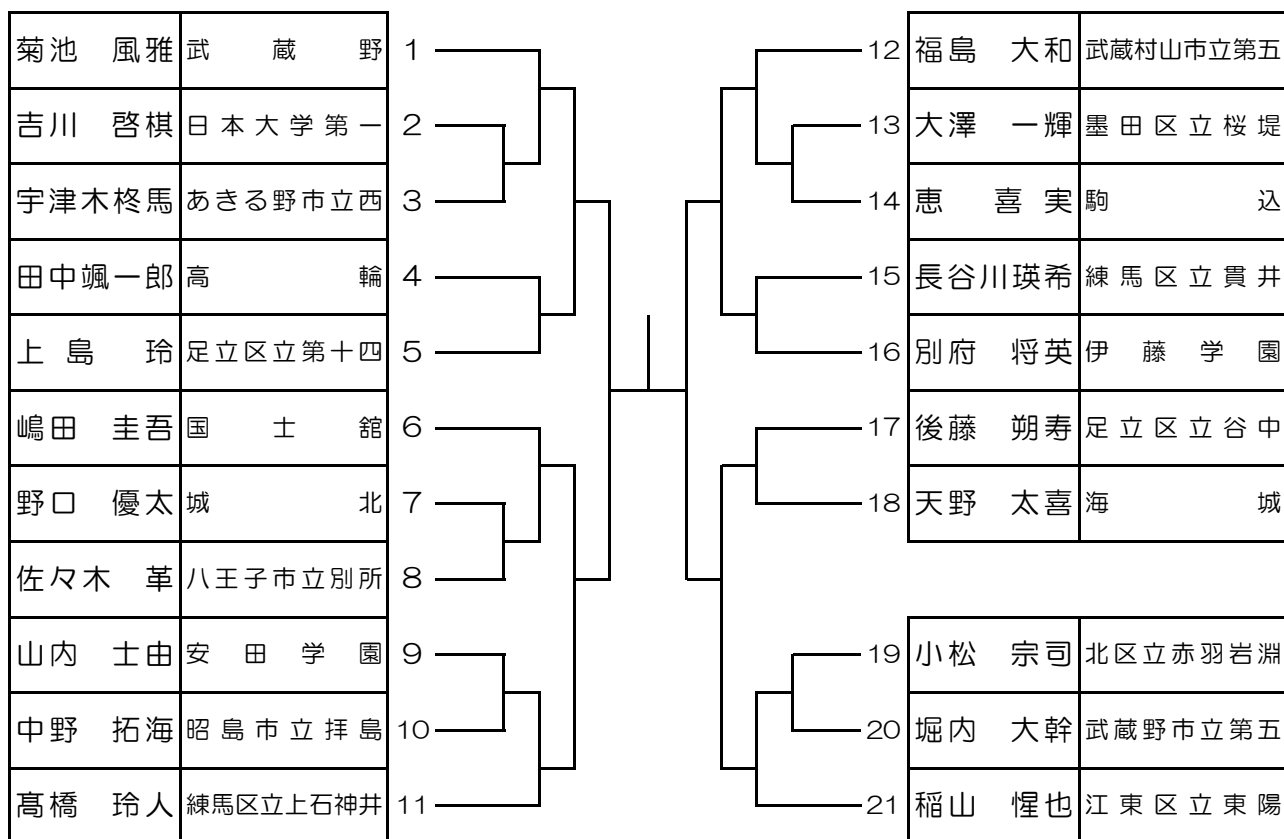 菊池 風雅 武蔵野 1
吉川 啓棋 日本大学第一 2
宇津木柊馬 あきる野市立西 3
田中颯一郎 高輪 4
上島 玲 足立区立第十四 5
嶋田 圭吾 国士舘 6
野口 優太 城北 7
佐々木 革 八王子市立別所 8
山内 士由 安田学園 9
中野 拓海 昭島市立拝島 10
髙橋 玲人 練馬区立上石神井 11
12 福島 大和 武蔵村山市立第五
13 大澤 一輝 墨田区立桜堤
14 恵 喜実 駒込
15 長谷川瑛希 練馬区立貫井
16 別府 将英 伊藤学園
17 後藤 朔寿 足立区立谷中
18 天野 太喜 海城
19 小松 宗司 北区立赤羽岩淵
20 堀内 大幹 武蔵野市立第五
21 稲山 惺也 江東区立東陽